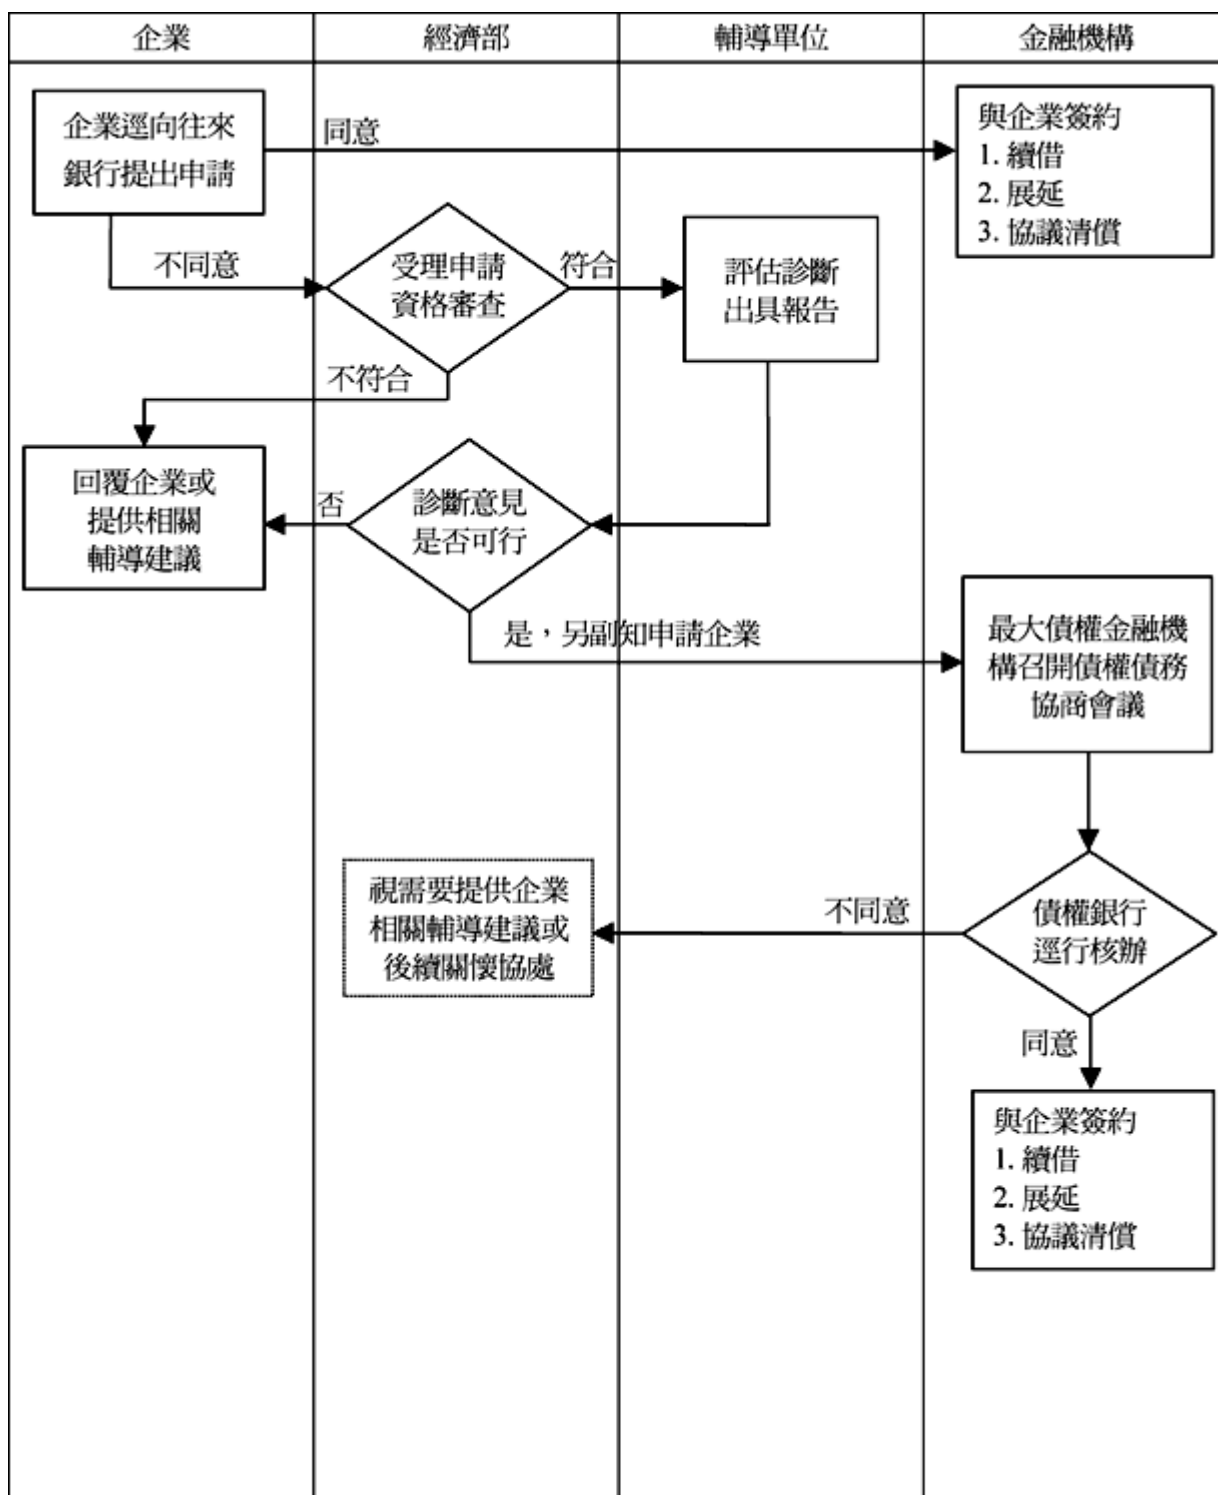 企業
經濟部
輔導單位
金融機構
企業逕向往來
銀行提出申請
同意
與企業簽約
1. 續借
2. 展延
3. 協議清償
不同意
受理申請
資格審查
符合
評估診斷
出具報告
不符合
回覆企業或
提供相關
輔導建議
否
診斷意見
是否可行
是，另副知申請企業
最大債權金融機
構召開債權債務
協商會議
視需要提供企業
相關輔導建議或
後續關懷協處
不同意
債權銀行
逕行核辦
同意
與企業簽約
1. 續借
2. 展延
3. 協議清償